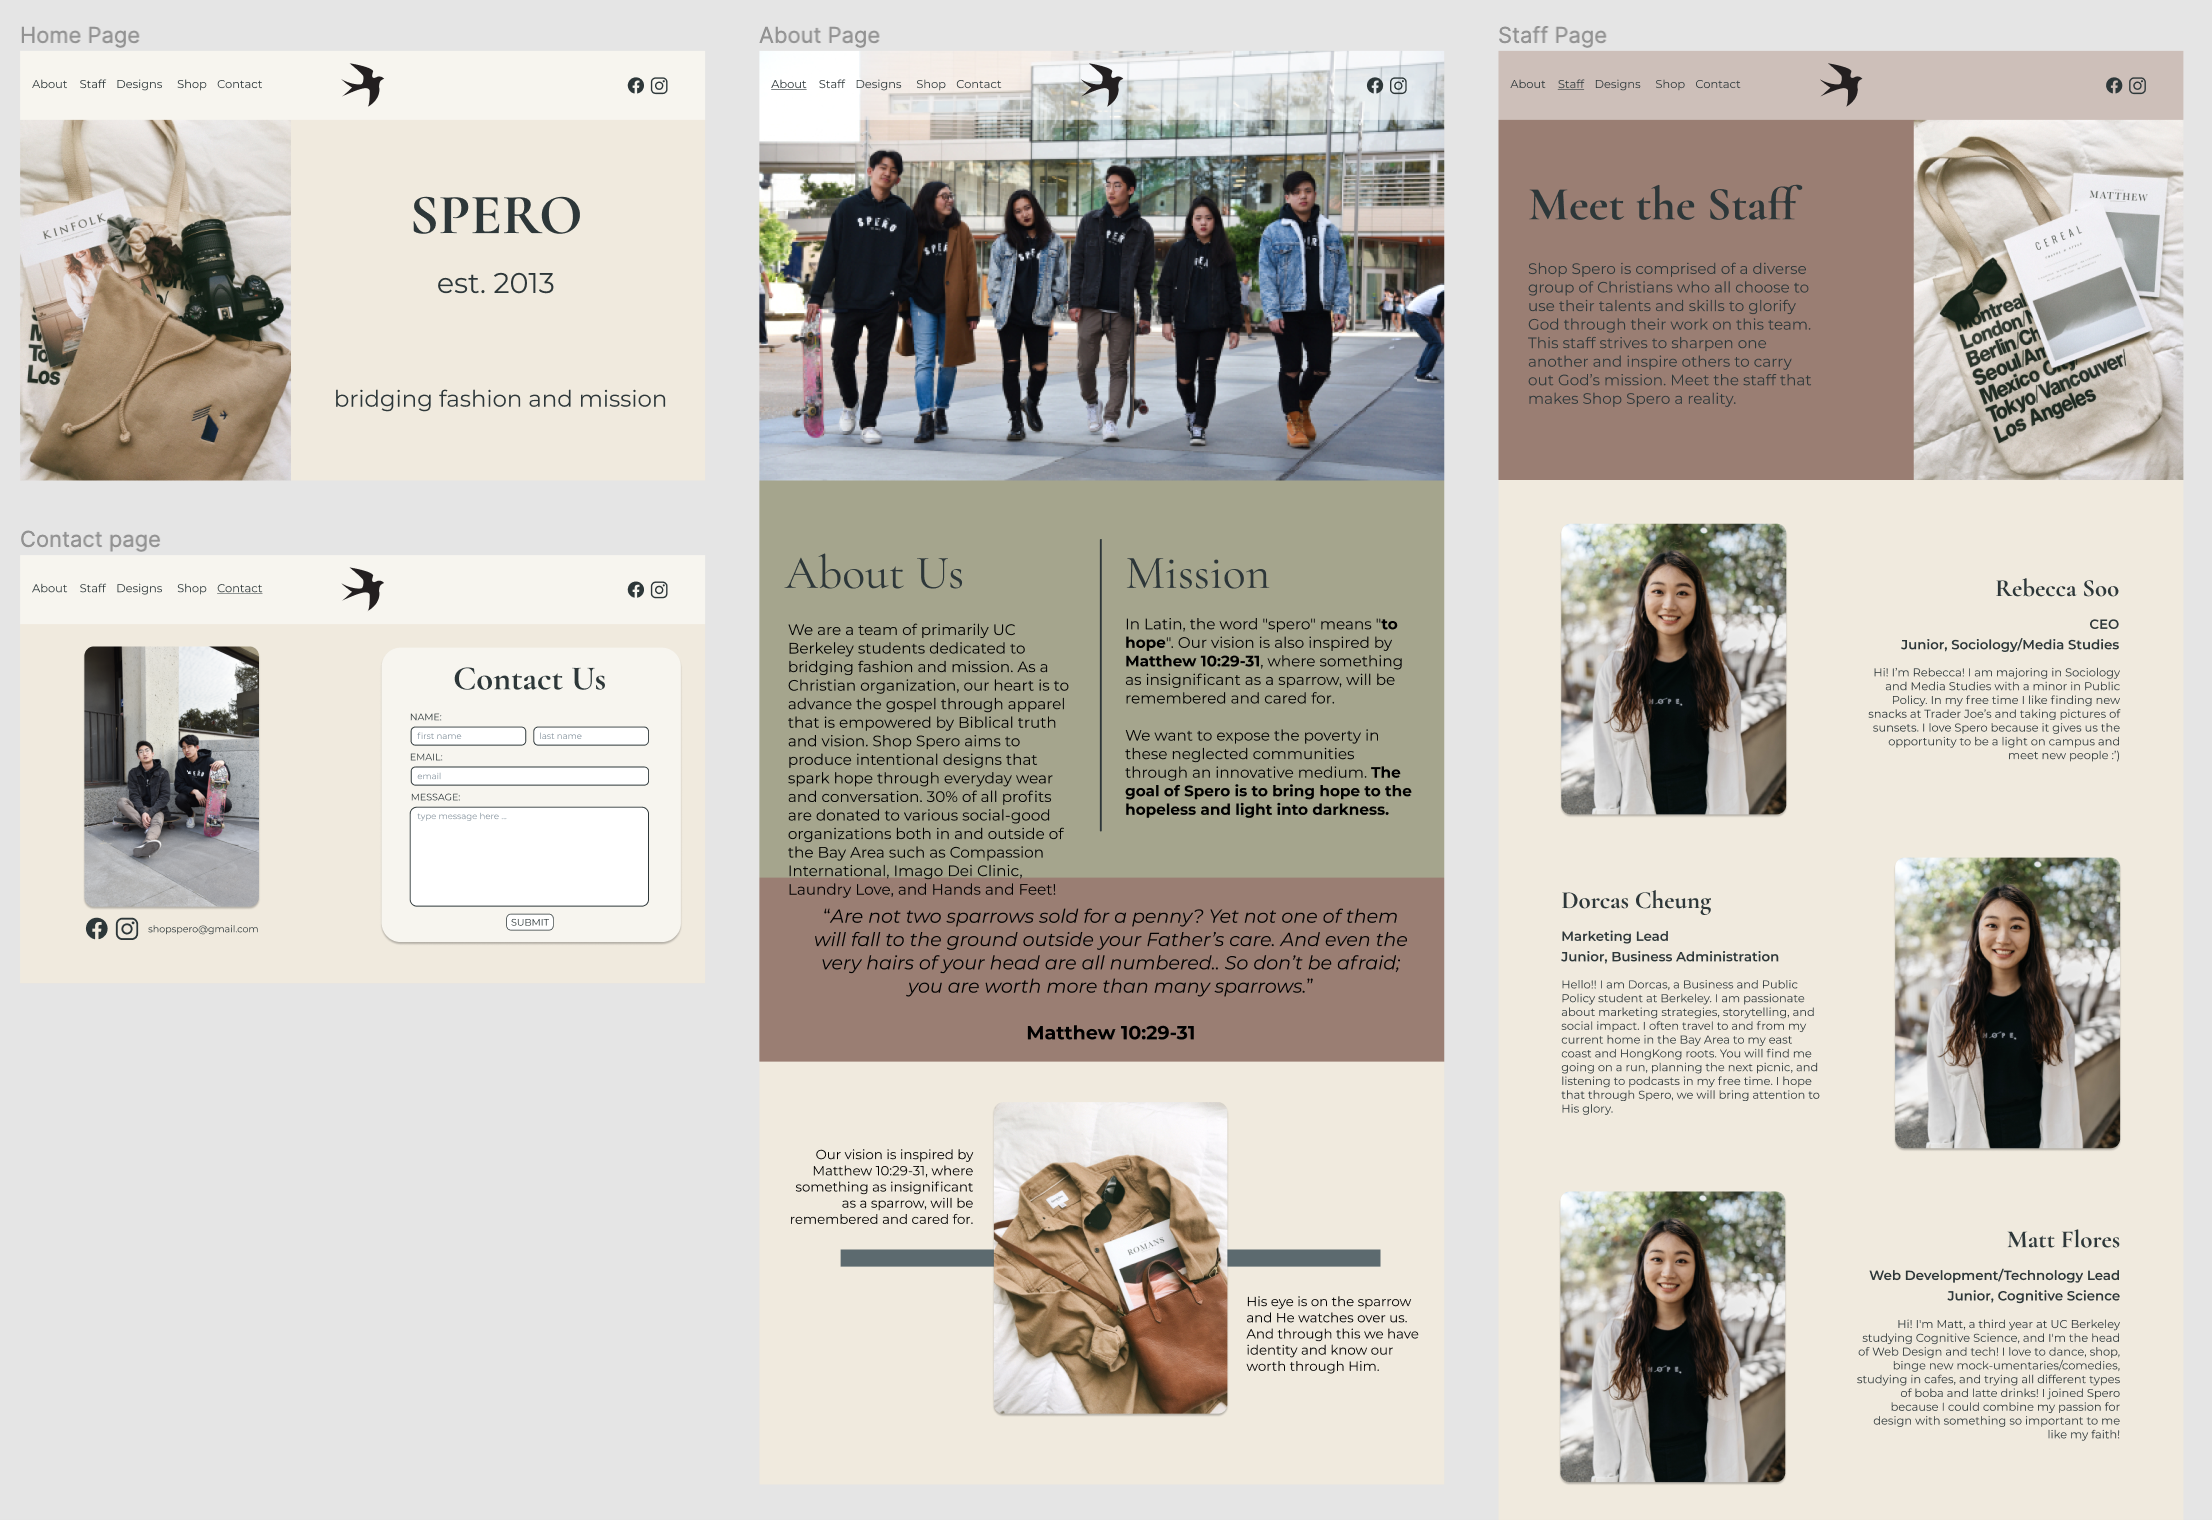 Home Page
About Staff Designs Shop Contact
KINFOLK
Los
SPERO
est. 2013
bridging fashion and mission
Contact page
About Staff Designs Shop Contact
shopspero@gmail.com
Contact Us
NAME:
first name last name
EMAIL:
email
MESSAGE:
type message here ...
SUBMIT
About Page
About Staff Designs Shop Contact
SPERO
About Us
We are a team of primarily UC
Berkeley students dedicated to
bridging fashion and mission. As a
Christian organization, our heart is to
advance the gospel through apparel
that is empowered by Biblical truth
and vision. Shop Spero aims to
produce intentional designs that
spark hope through everyday wear
and conversation. 30% of all profits
are donated to various social-good
organizations both in and outside of
the Bay Area such as Compassion
International, Imago Dei Clinic,
Laundry Love, and Hands and Feet!
Mission
In Latin, the word "spero" means "to
hope". Our vision is also inspired by
Matthew 10:29-31, where something
as insignificant as a sparrow, will be
remembered and cared for.
We want to expose the poverty in
these neglected communities
through an innovative medium. The
goal of Spero is to bring hope to the
hopeless and light into darkness.
“Are not two sparrows sold for a penny? Yet not one of them
will fall to the ground outside your Father’s care. And even the
very hairs of your head are all numbered.. So don’t be afraid;
you are worth more than many sparrows.”
Matthew 10:29-31
Our vision is inspired by
Matthew 10:29-31, where
something as insignificant
as a sparrow, will be
remembered and cared for.
ROMANS
His eye is on the sparrow
and He watches over us.
And through this we have
identity and know our
worth through Him.
Staff Page
About Staff Designs Shop Contact
Meet the Staff
Shop Spero is comprised of a diverse
group of Christians who all choose to
use their talents and skills to glorify
God through their work on this team.
This staff strives to sharpen one
another and inspire others to carry
out God’s mission. Meet the staff that
makes Shop Spero a reality.
MATTHEW
CEREAL
Montreal
London/
Berlin/Ch
Seoul/An
Mexico City/
Tokyo/Vancouver/
Los Angeles
Rebecca Soo
CEO
Junior, Sociology/Media Studies
Hi! I’m Rebecca! I am majoring in Sociology
and Media Studies with a minor in Public
Policy. In my free time I like finding new
snacks at Trader Joe’s and taking pictures of
sunsets. I love Spero because it gives us the
opportunity to be a light on campus and
meet new people :’)
HOPE.
Dorcas Cheung
Marketing Lead
Junior, Business Administration
Hello!! I am Dorcas, a Business and Public
Policy student at Berkeley. I am passionate
about marketing strategies, storytelling, and
social impact. I often travel to and from my
current home in the Bay Area to my east
coast and HongKong roots. You will find me
going on a run, planning the next picnic, and
listening to podcasts in my free time. I hope
that through Spero, we will bring attention to
His glory.
HOPE.
Matt Flores
Web Development/Technology Lead
Junior, Cognitive Science
Hi! I'm Matt, a third year at UC Berkeley
studying Cognitive Science, and I'm the head
of Web Design and tech! I love to dance, shop,
binge new mock-umentaries/comedies,
studying in cafes, and trying all different types
of boba and latte drinks! I joined Spero
because I could combine my passion for
design with something so important to me
like my faith!
HOPE.